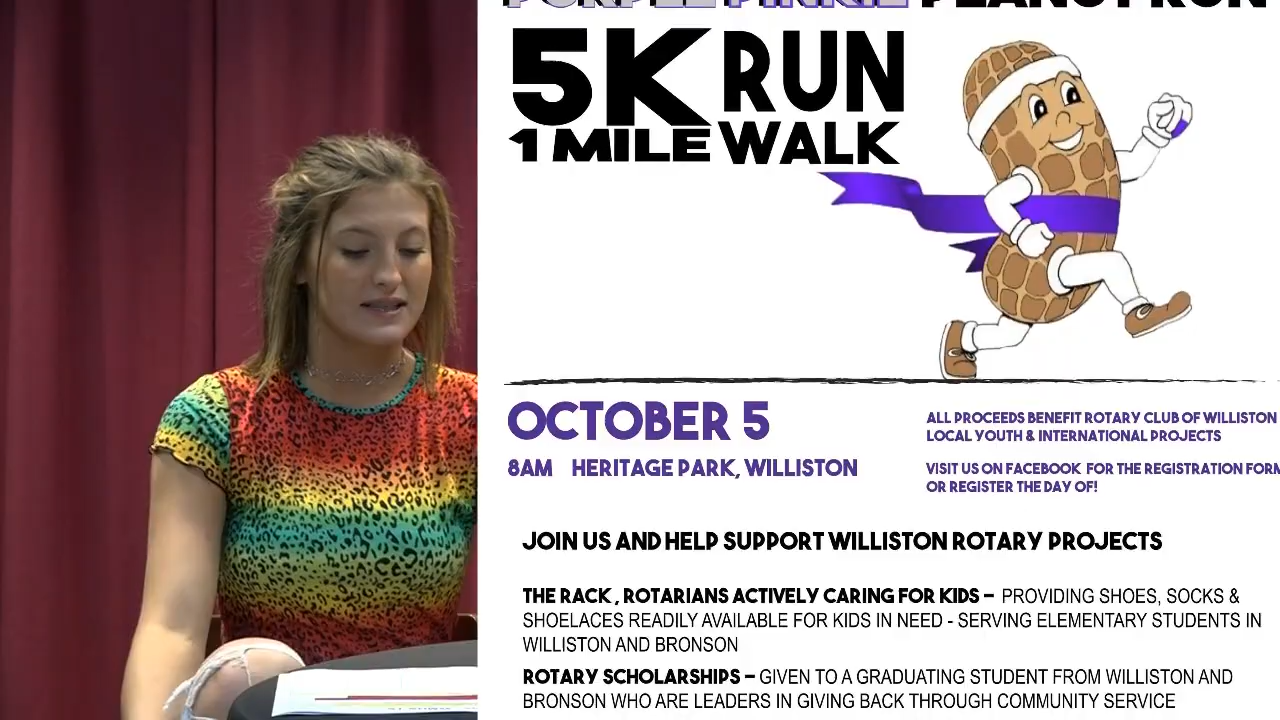 PURPLE PINKIE PEANUT RUN
5K RUN
1 MILE WALK
OCTOBER 5
8AM HERITAGE PARK, WILLISTON
ALL PROCEEDS BENEFIT ROTARY CLUB OF WILLISTON
LOCAL YOUTH & INTERNATIONAL PROJECTS
VISIT US ON FACEBOOK FOR THE REGISTRATION FORM
OR REGISTER THE DAY OF!
JOIN US AND HELP SUPPORT WILLISTON ROTARY PROJECTS
THE RACK, ROTARIANS ACTIVELY CARING FOR KIDS – PROVIDING SHOES, SOCKS &
SHOELACES READILY AVAILABLE FOR KIDS IN NEED - SERVING ELEMENTARY STUDENTS IN
WILLISTON AND BRONSON
ROTARY SCHOLARSHIPS – GIVEN TO A GRADUATING STUDENT FROM WILLISTON AND
BRONSON WHO ARE LEADERS IN GIVING BACK THROUGH COMMUNITY SERVICE